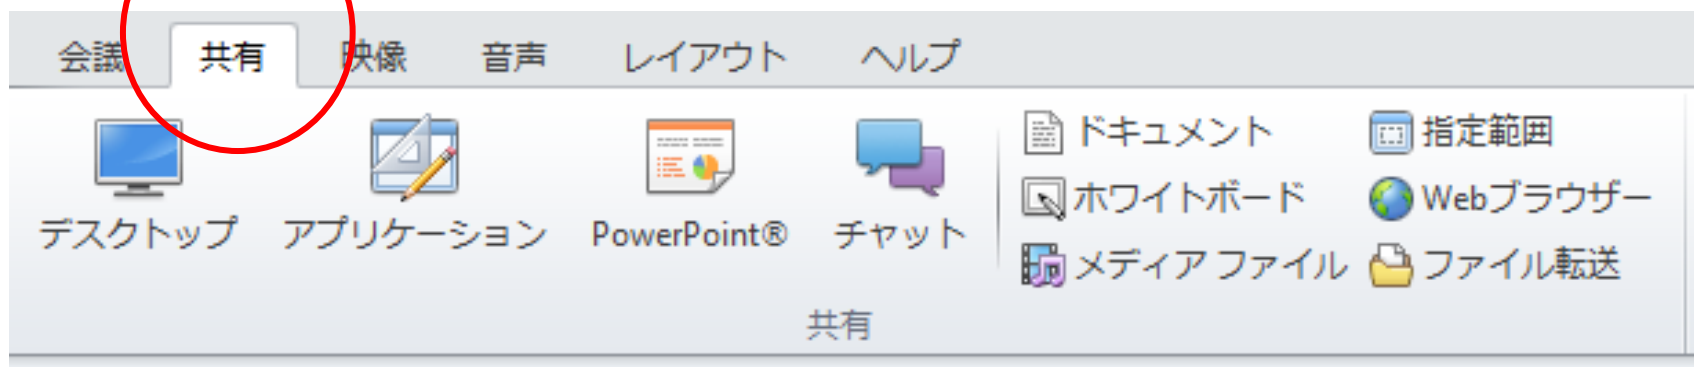 会議 共有 映像 音声 レイアウト ヘルプ
デスクトップ アプリケーション PowerPoint® チャット
ドキュメント 指定範囲
ホワイトボード Webブラウザー
メディア ファイル ファイル転送
共有